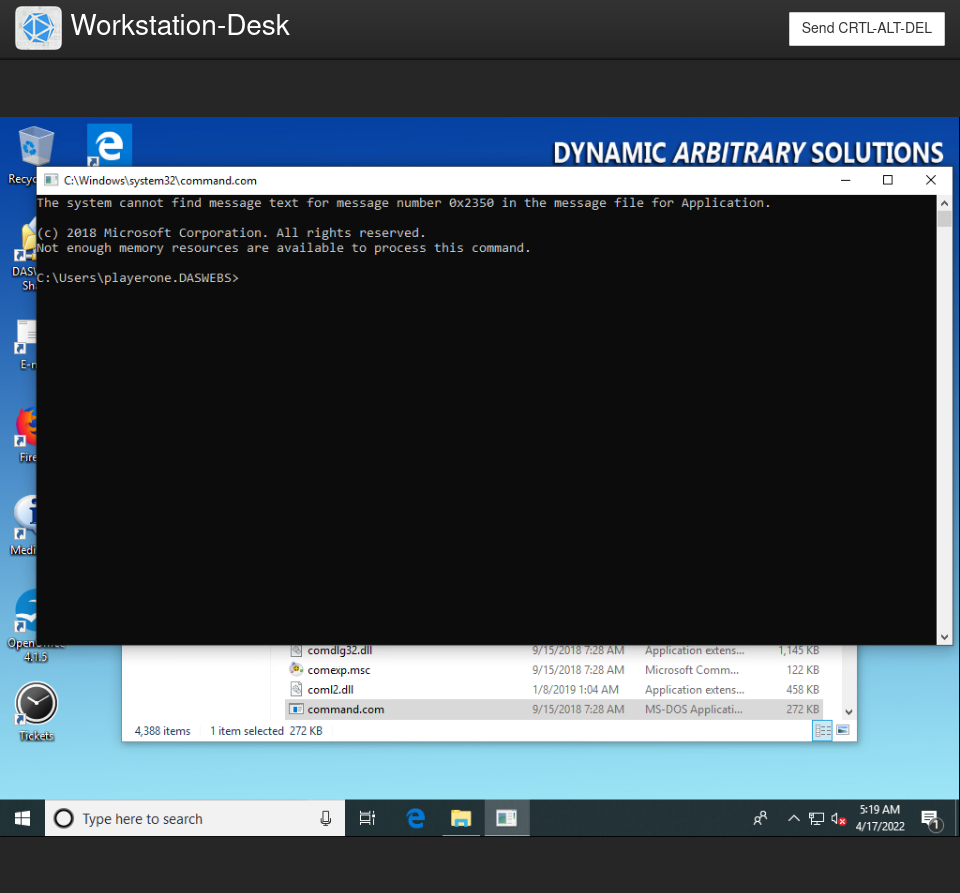 Workstation-Desk
Send CRTL-ALT-DEL
DYNAMIC ARBITRARY SOLUTIONS
C:\Windows\system32\command.com
The system cannot find message text for message number 0x2350 in the message file for Application.
(c) 2018 Microsoft Corporation. All rights reserved.
Not enough memory resources are available to process this command.
C:\Users\playerone.DASWEBS>
Recyc
DASW
Sh
E-m
Fire
Medi
OpenOffice
4.1.5
Tickets
comdlg32.dll 9/15/2018 7:28 AM Application extens... 1,145 KB
comexp.msc 9/15/2018 7:28 AM Microsoft Comm... 122 KB
coml2.dll 1/8/2019 1:04 AM Application extens... 458 KB
command.com 9/15/2018 7:28 AM MS-DOS Applicati... 272 KB
4,388 items 1 item selected 272 KB
Type here to search
5:19 AM
4/17/2022
1